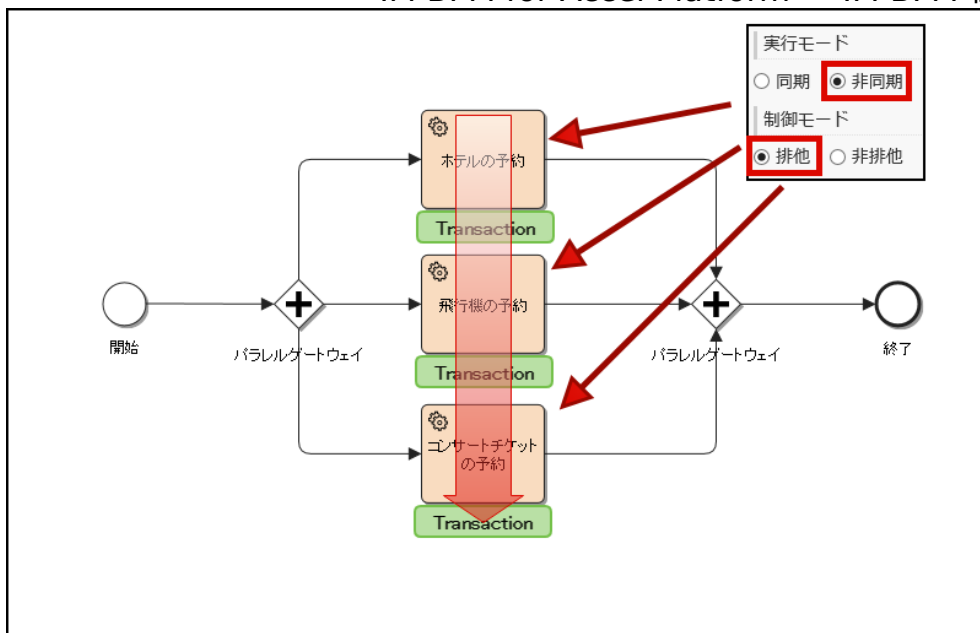 実行モード
同期 非同期
制御モード
排他 非排他
ホテルの予約
Transaction
飛行機の予約
Transaction
コンサートチケット
の予約
Transaction
開始
パラレルゲートウェイ
パラレルゲートウェイ
終了